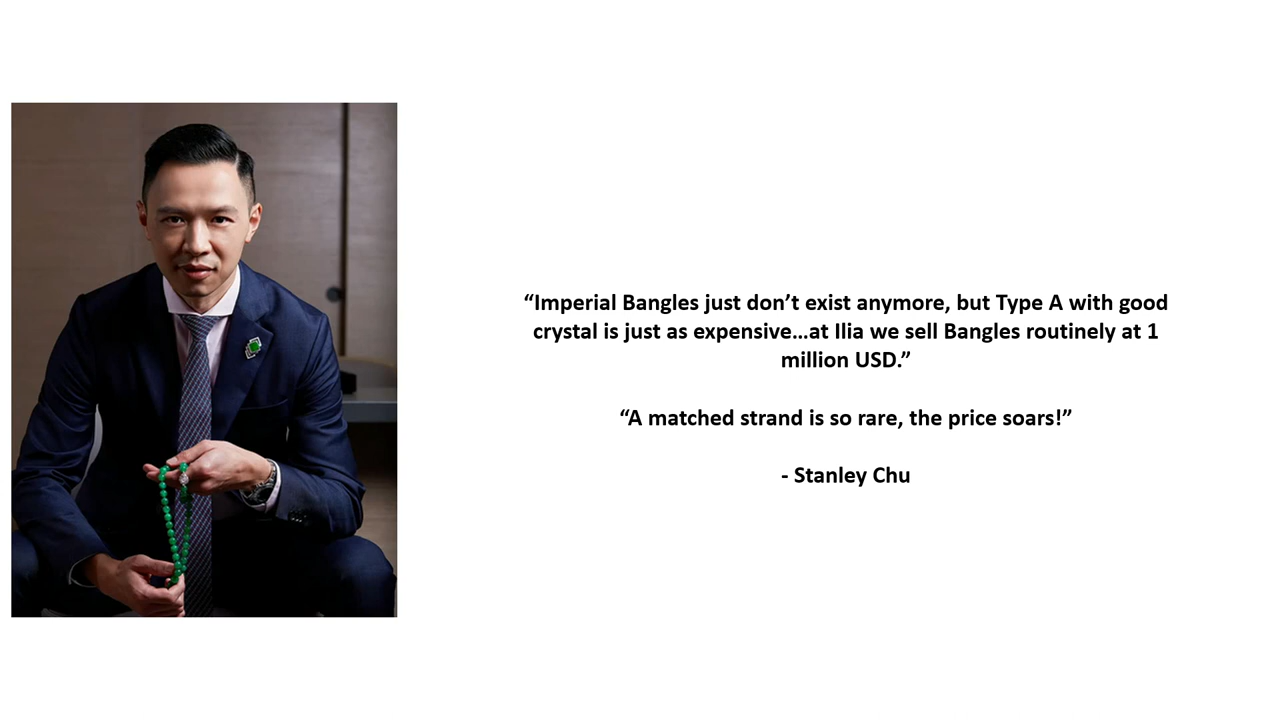 “Imperial Bangles just don’t exist anymore, but Type A with good
crystal is just as expensive…at Ilia we sell Bangles routinely at 1
million USD.”
“A matched strand is so rare, the price soars!”
- Stanley Chu